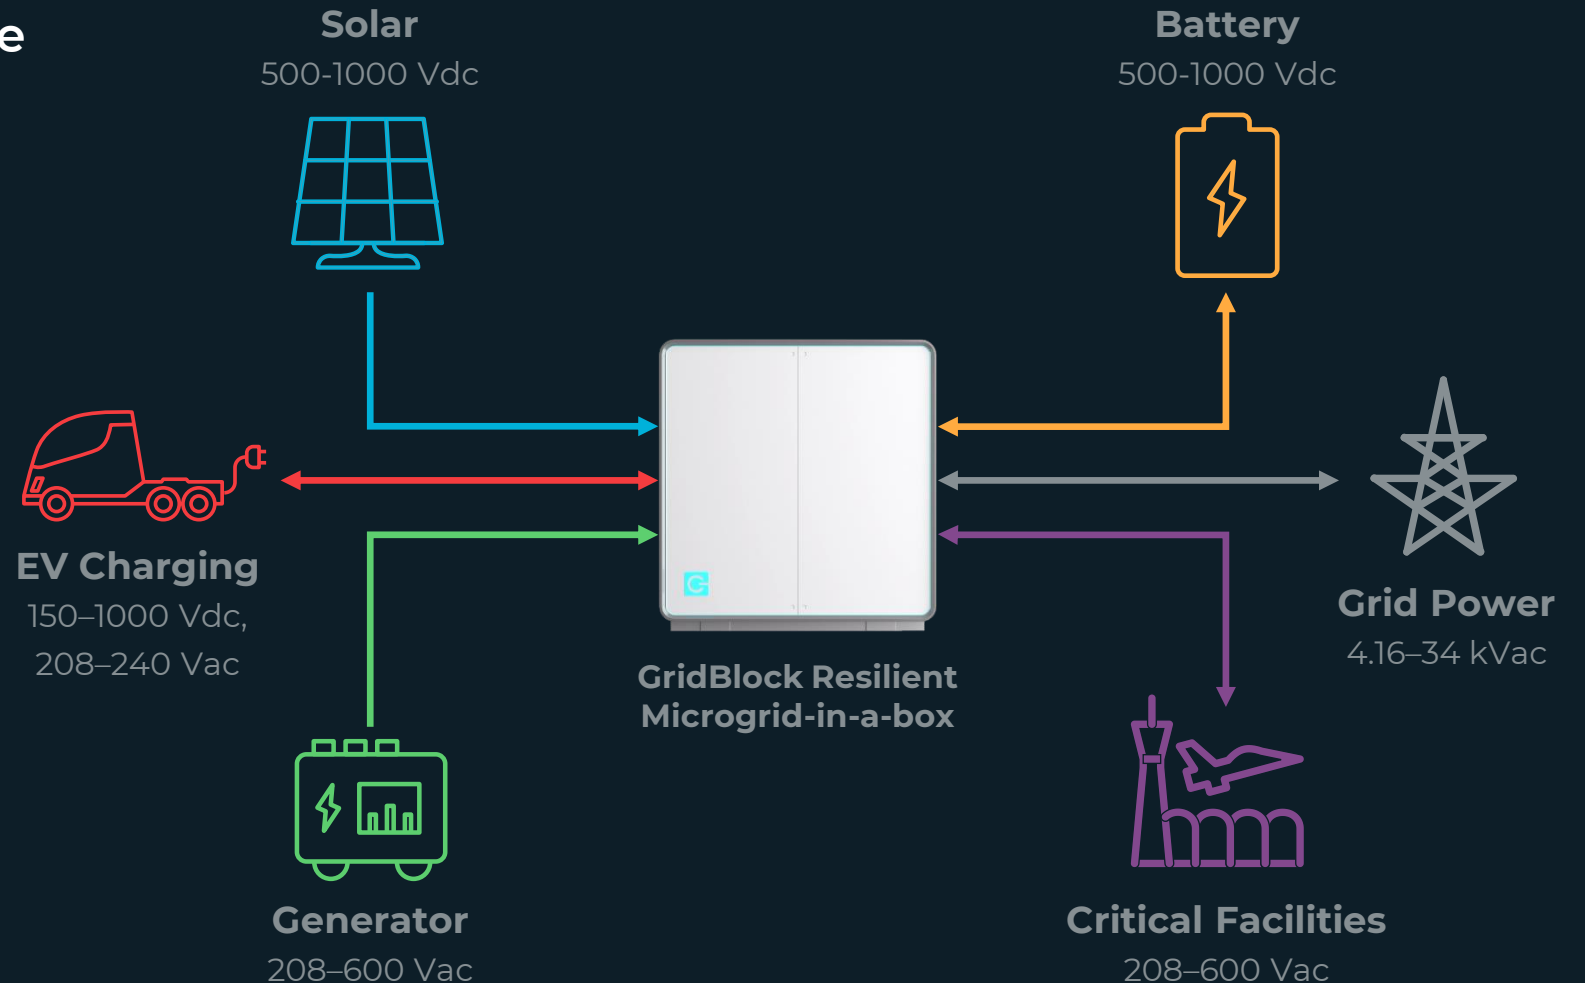 e
Solar
500-1000 Vdc
Battery
500-1000 Vdc
EV Charging
150–1000 Vdc,
208–240 Vac
GridBlock Resilient
Microgrid-in-a-box
Grid Power
4.16–34 kVac
Generator
208–600 Vac
Critical Facilities
208–600 Vac